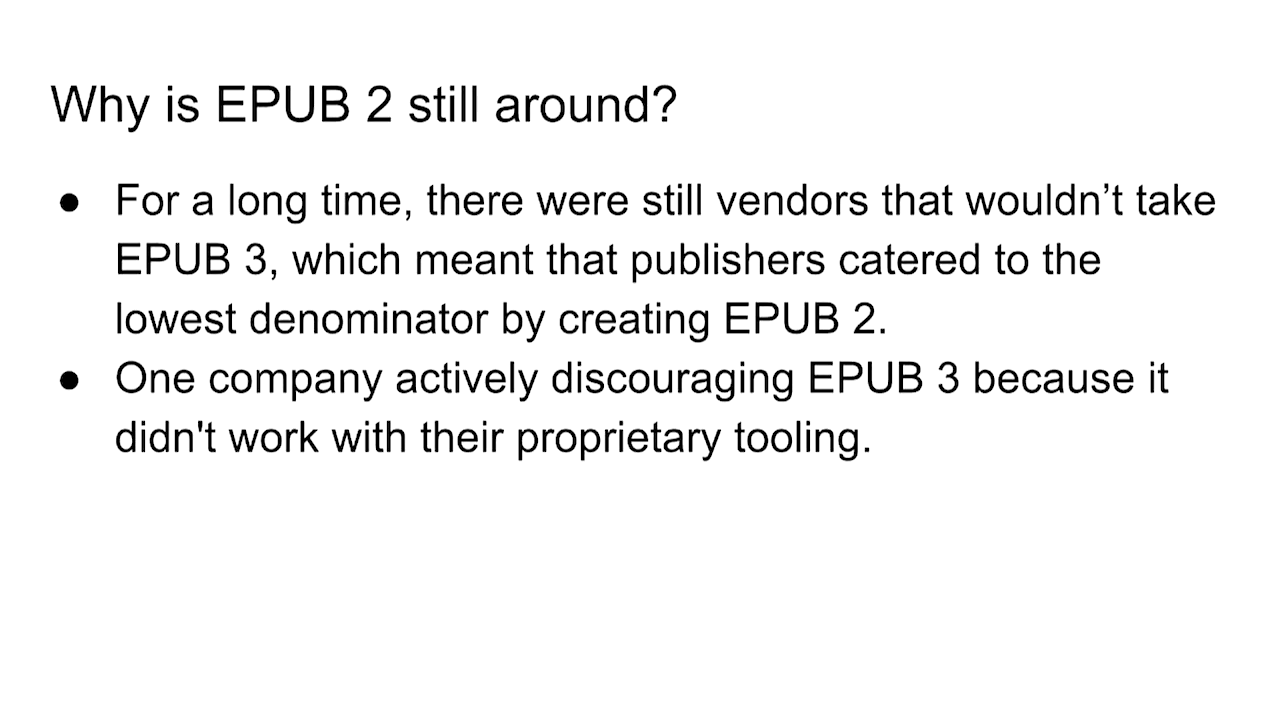 Why is EPUB 2 still around?
● For a long time, there were still vendors that wouldn’t take
EPUB 3, which meant that publishers catered to the
lowest denominator by creating EPUB 2.
● One company actively discouraging EPUB 3 because it
didn't work with their proprietary tooling.